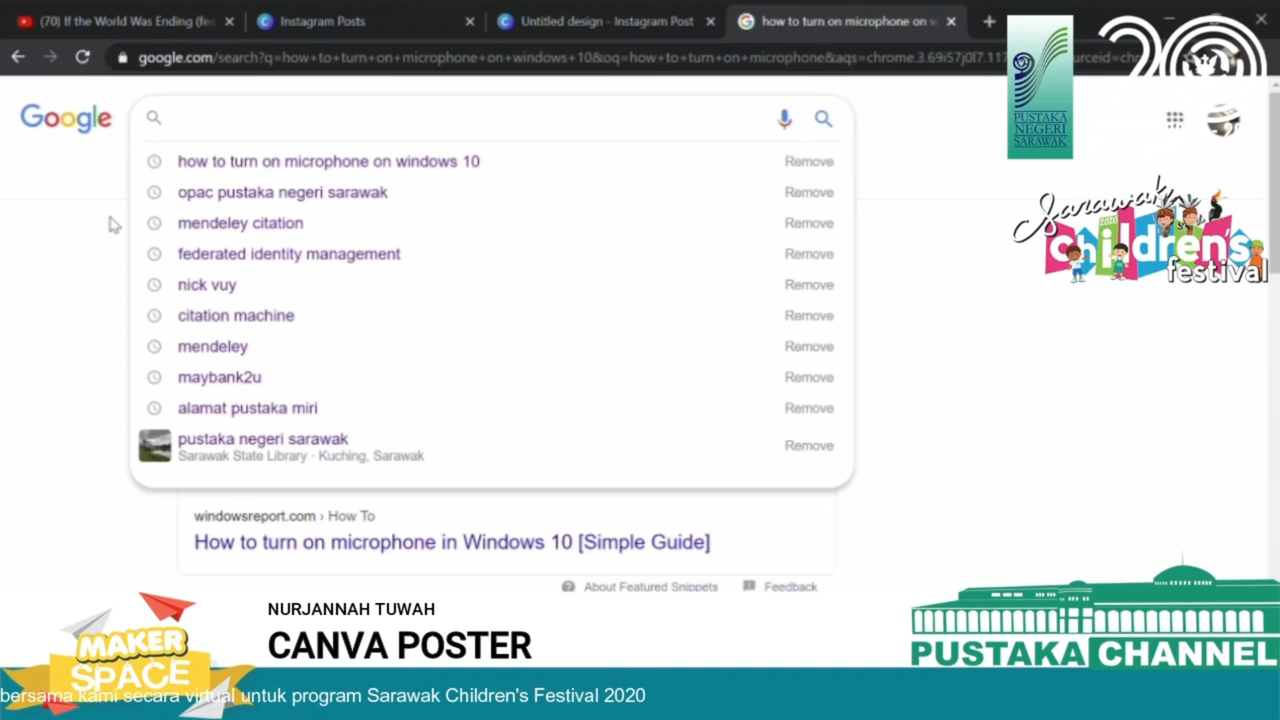 (70) If the World Was Ending (fea
Instagram Posts
Untitled design - Instagram Post
how to turn on microphone on w
google.com/search?q=how+to+turn+on+microphone+on+windows+10&oq=how+to+turn+on+microphone&aqs=chrome.3.69i57j0l7.117
urceid=chr
Google
how to turn on microphone on windows 10 Remove
opac pustaka negeri sarawak Remove
mendeley citation Remove
federated identity management Remove
nick vuy Remove
citation machine Remove
mendeley Remove
maybank2u Remove
alamat pustaka miri Remove
pustaka negeri sarawak Remove
Sarawak State Library · Kuching, Sarawak
windowsreport.com › How To
How to turn on microphone in Windows 10 [Simple Guide]
About Featured Snippets Feedback
PUSTAKA
NEGERI
SARAWAK
20
Sarawak
2020
children's
festival
MAKER
SPACE
NURJANNAH TUWAH
CANVA POSTER
PUSTAKA CHANNEL
bersama kami secara virtual untuk program Sarawak Children's Festival 2020